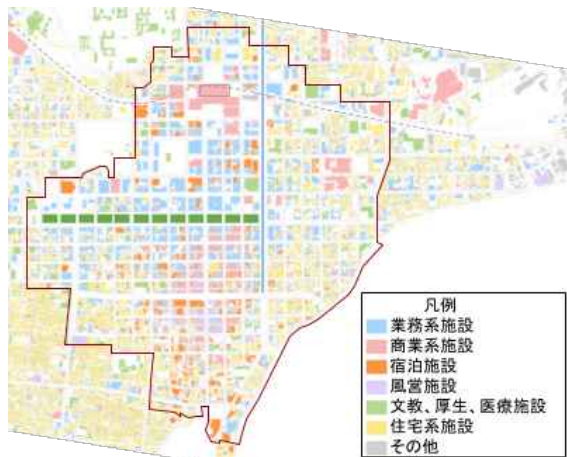 凡例
業務系施設
商業系施設
宿泊施設
風営施設
文教、厚生、医療施設
住宅系施設
その他